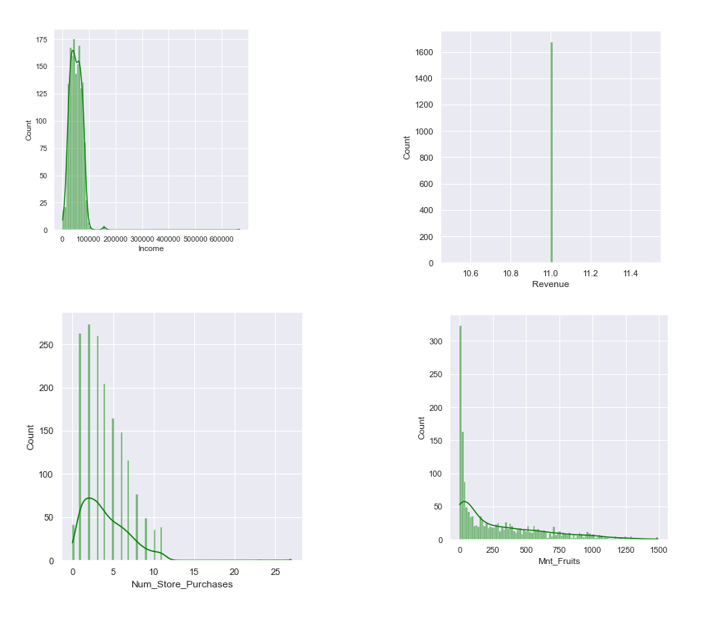 175
150
125
100
75
50
25
0
Count
0 100000 200000 300000 400000 500000 600000
Income
1600
1400
1200
1000
800
600
400
200
0
Count
10.6 10.8 11.0 11.2 11.4
Revenue
250
200
150
100
50
0
Count
0 5 10 15 20 25
Num_Store_Purchases
300
250
200
150
100
50
0
Count
0 250 500 750 1000 1250 1500
Mnt_Fruits